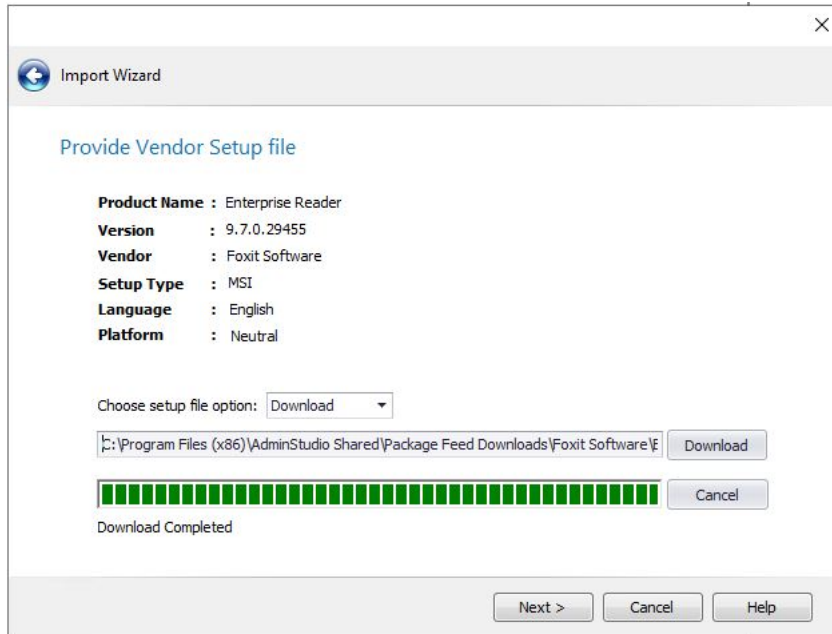 Import Wizard
Provide Vendor Setup file
Product Name : Enterprise Reader
Version : 9.7.0.29455
Vendor : Foxit Software
Setup Type : MSI
Language : English
Platform : Neutral
Choose setup file option: Download
C:\Program Files (x86)\AdminStudio Shared\Package Feed Downloads\Foxit Software\E Download
Cancel
Download Completed
Next > Cancel Help